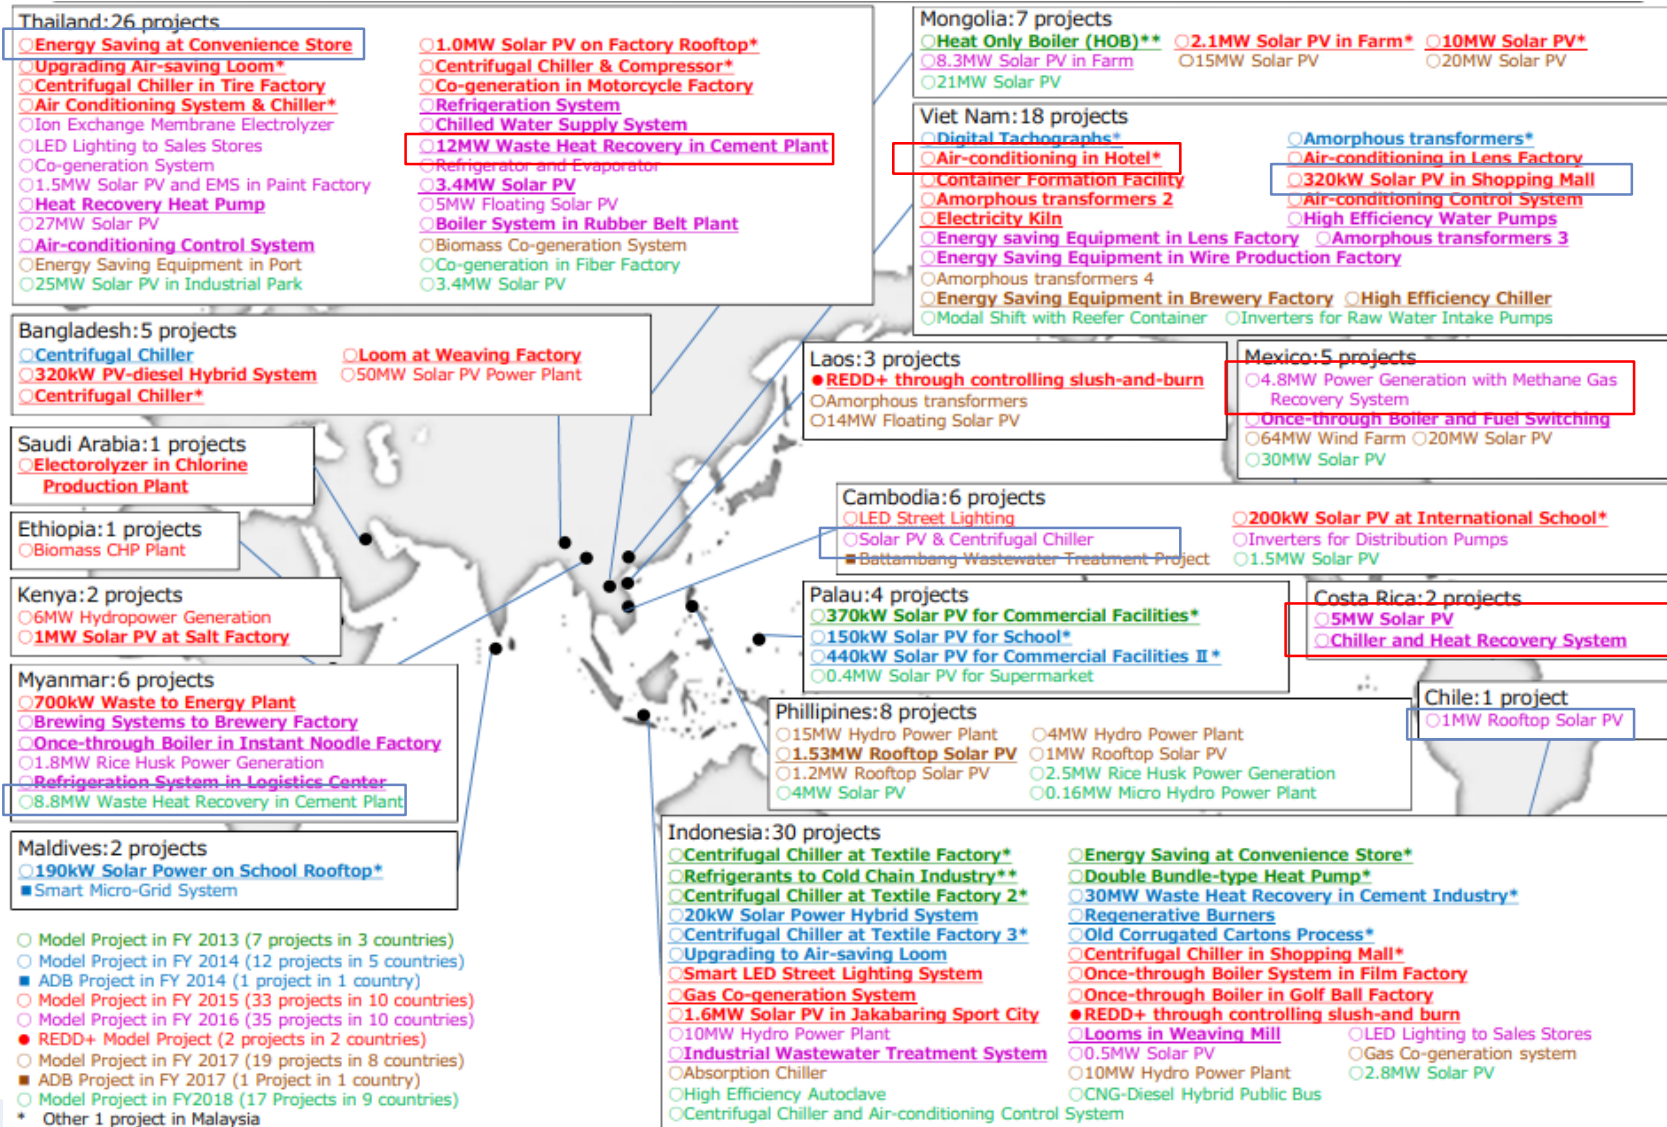 Thailand:26 projects
○Energy Saving at Convenience Store
○Upgrading Air-saving Loom*
○Centrifugal Chiller in Tire Factory
○Air Conditioning System & Chiller*
○Ion Exchange Membrane Electrolyzer
○LED Lighting to Sales Stores
○Co-generation System
○1.5MW Solar PV and EMS in Paint Factory
○Heat Recovery Heat Pump
○27MW Solar PV
○Air-conditioning Control System
○Energy Saving Equipment in Port
○25MW Solar PV in Industrial Park
○1.0MW Solar PV on Factory Rooftop*
○Centrifugal Chiller & Compressor*
○Co-generation in Motorcycle Factory
○Refrigeration System
○Chilled Water Supply System
○12MW Waste Heat Recovery in Cement Plant
○Refrigerator and Evaporator
○3.4MW Solar PV
○5MW Floating Solar PV
○Boiler System in Rubber Belt Plant
○Biomass Co-generation System
○Co-generation in Fiber Factory
○3.4MW Solar PV
Mongolia:7 projects
○Heat Only Boiler (HOB)** ○2.1MW Solar PV in Farm* ○10MW Solar PV*
○8.3MW Solar PV in Farm ○15MW Solar PV ○20MW Solar PV
○21MW Solar PV
Viet Nam:18 projects
○Digital Tachographs* ○Amorphous transformers*
○Air-conditioning in Hotel* ○Air-conditioning in Lens Factory
○Container Formation Facility ○320kW Solar PV in Shopping Mall
○Amorphous transformers 2 ○Air-conditioning Control System
○Electricity Kiln ○High Efficiency Water Pumps
○Energy saving Equipment in Lens Factory ○Amorphous transformers 3
○Energy Saving Equipment in Wire Production Factory
○Amorphous transformers 4
○Energy Saving Equipment in Brewery Factory ○High Efficiency Chiller
○Modal Shift with Reefer Container ○Inverters for Raw Water Intake Pumps
Bangladesh:5 projects
○Centrifugal Chiller ○Loom at Weaving Factory
○320kW PV-diesel Hybrid System ○50MW Solar PV Power Plant
○Centrifugal Chiller*
Laos:3 projects
●REDD+ through controlling slush-and-burn
○Amorphous transformers
○14MW Floating Solar PV
Mexico:5 projects
○4.8MW Power Generation with Methane Gas
Recovery System
○Once-through Boiler and Fuel Switching
○64MW Wind Farm ○20MW Solar PV
○30MW Solar PV
Saudi Arabia:1 projects
○Electorolyzer in Chlorine
Production Plant
Ethiopia:1 projects
○Biomass CHP Plant
Cambodia:6 projects
○LED Street Lighting ○200kW Solar PV at International School*
○Solar PV & Centrifugal Chiller ○Inverters for Distribution Pumps
■Battambang Wastewater Treatment Project ○1.5MW Solar PV
Kenya:2 projects
○6MW Hydropower Generation
○1MW Solar PV at Salt Factory
Palau:4 projects
○370kW Solar PV for Commercial Facilities*
○150kW Solar PV for School*
○440kW Solar PV for Commercial Facilities Ⅱ*
○0.4MW Solar PV for Supermarket
Costa Rica:2 projects
○5MW Solar PV
○Chiller and Heat Recovery System
Myanmar:6 projects
○700kW Waste to Energy Plant
○Brewing Systems to Brewery Factory
○Once-through Boiler in Instant Noodle Factory
○1.8MW Rice Husk Power Generation
○Refrigeration System in Logistics Center
○8.8MW Waste Heat Recovery in Cement Plant
Chile:1 project
○1MW Rooftop Solar PV
Phillipines:8 projects
○15MW Hydro Power Plant ○4MW Hydro Power Plant
○1.53MW Rooftop Solar PV ○1MW Rooftop Solar PV
○1.2MW Rooftop Solar PV ○2.5MW Rice Husk Power Generation
○4MW Solar PV ○0.16MW Micro Hydro Power Plant
Maldives:2 projects
○190kW Solar Power on School Rooftop*
■Smart Micro-Grid System
Indonesia:30 projects
○Centrifugal Chiller at Textile Factory* ○Energy Saving at Convenience Store*
○Refrigerants to Cold Chain Industry** ○Double Bundle-type Heat Pump*
○Centrifugal Chiller at Textile Factory 2* ○30MW Waste Heat Recovery in Cement Industry*
○20kW Solar Power Hybrid System ○Regenerative Burners
○Centrifugal Chiller at Textile Factory 3* ○Old Corrugated Cartons Process*
○Upgrading to Air-saving Loom ○Centrifugal Chiller in Shopping Mall*
○Smart LED Street Lighting System ○Once-through Boiler System in Film Factory
○Gas Co-generation System ○Once-through Boiler in Golf Ball Factory
○1.6MW Solar PV in Jakabaring Sport City ●REDD+ through controlling slush-and burn
○10MW Hydro Power Plant ○Looms in Weaving Mill ○LED Lighting to Sales Stores
○Industrial Wastewater Treatment System ○0.5MW Solar PV ○Gas Co-generation system
○Absorption Chiller ○10MW Hydro Power Plant ○2.8MW Solar PV
○High Efficiency Autoclave ○CNG-Diesel Hybrid Public Bus
○Centrifugal Chiller and Air-conditioning Control System
○ Model Project in FY 2013 (7 projects in 3 countries)
○ Model Project in FY 2014 (12 projects in 5 countries)
■ ADB Project in FY 2014 (1 project in 1 country)
○ Model Project in FY 2015 (33 projects in 10 countries)
○ Model Project in FY 2016 (35 projects in 10 countries)
● REDD+ Model Project (2 projects in 2 countries)
○ Model Project in FY 2017 (19 projects in 8 countries)
■ ADB Project in FY 2017 (1 Project in 1 country)
○ Model Project in FY2018 (17 Projects in 9 countries)
* Other 1 project in Malaysia